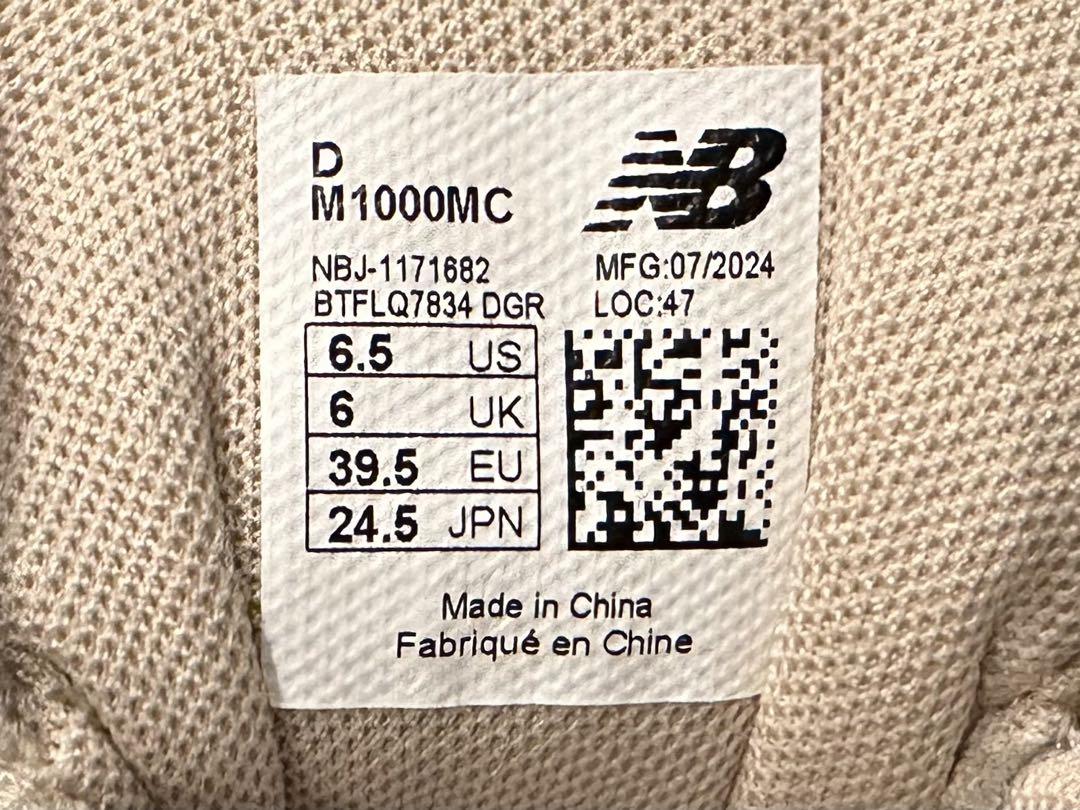 D
M1000MC
NB
NBJ-1171682
MFG:07/2024
BTFLQ7834 DGR
LOC:47
6.5 US
6 UK
39.5 EU
24.5 JPN
Made in China
Fabriqué en Chine